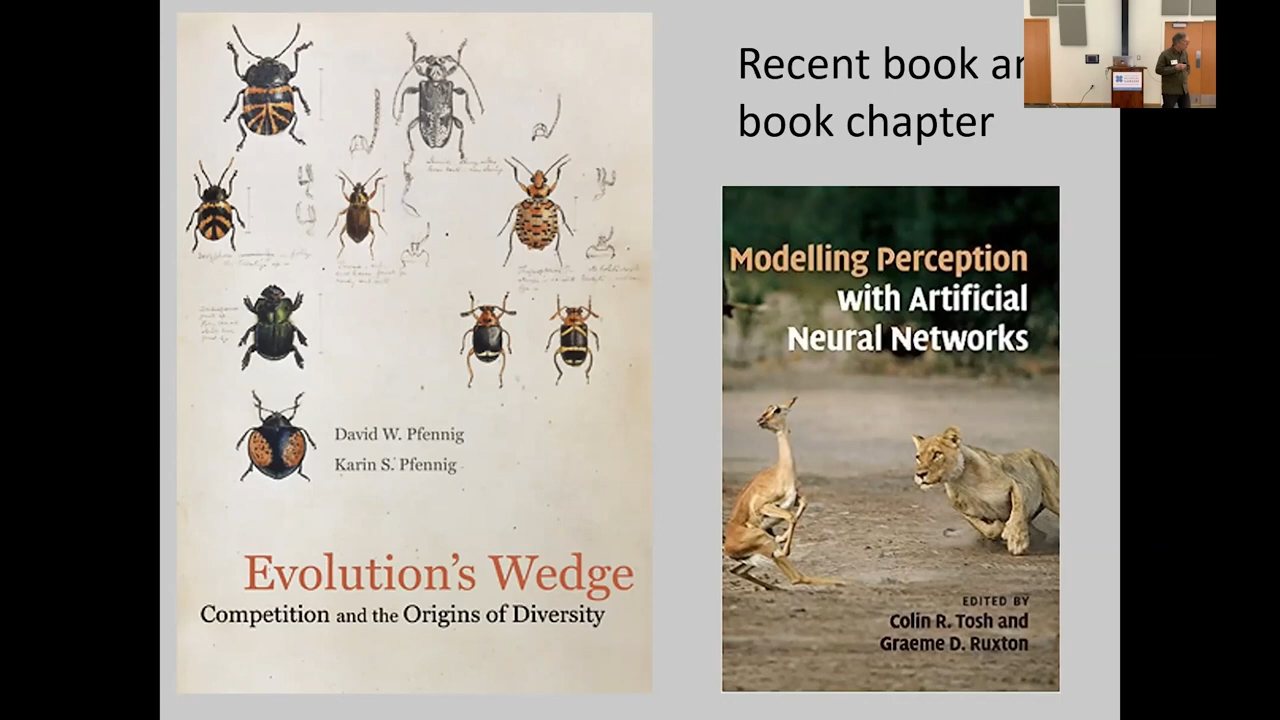 Recent book an
book chapter
David W. Pfennig
Karin S. Pfennig
Evolution's Wedge
Competition and the Origins of Diversity
Modelling Perception
with Artificial
Neural Networks
EDITED BY
Colin R. Tosh and
Graeme D. Ruxton